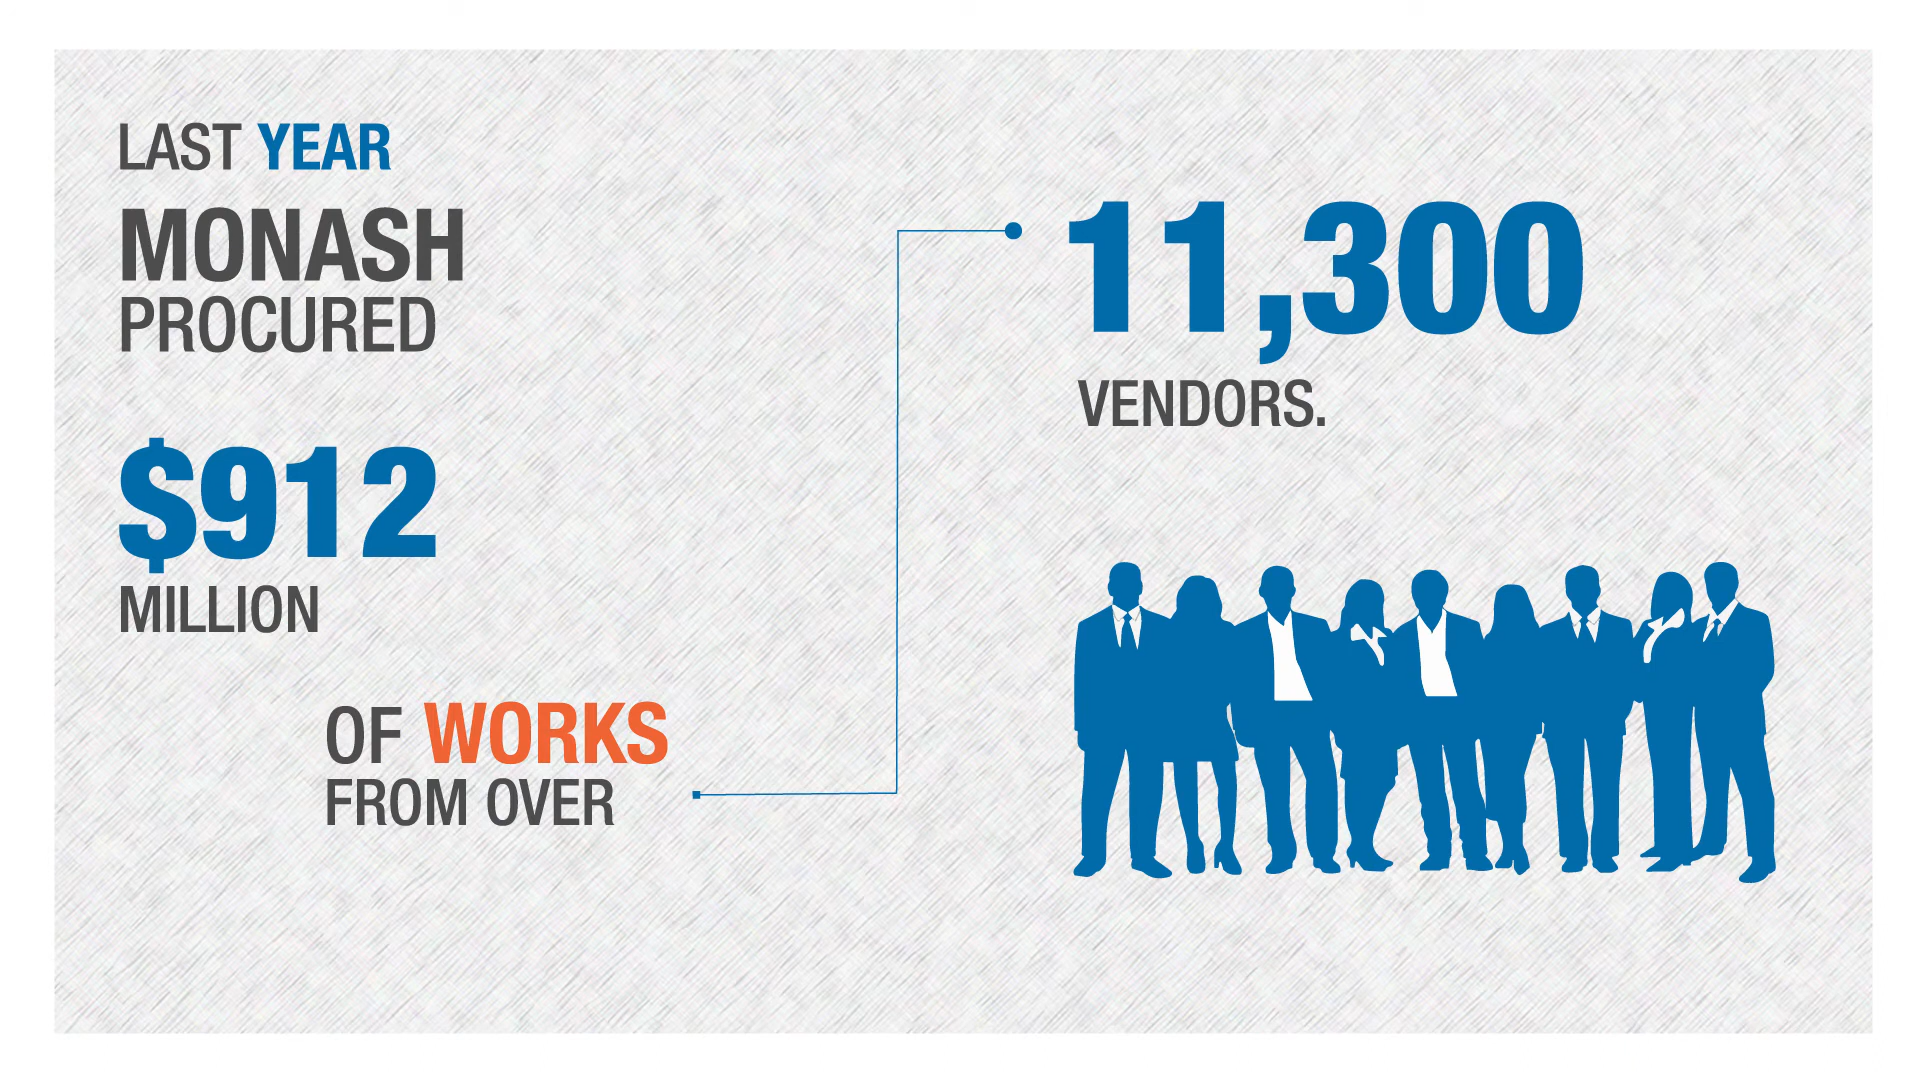 LAST YEAR
MONASH
PROCURED
$912
MILLION
OF WORKS
FROM OVER
11,300
VENDORS.